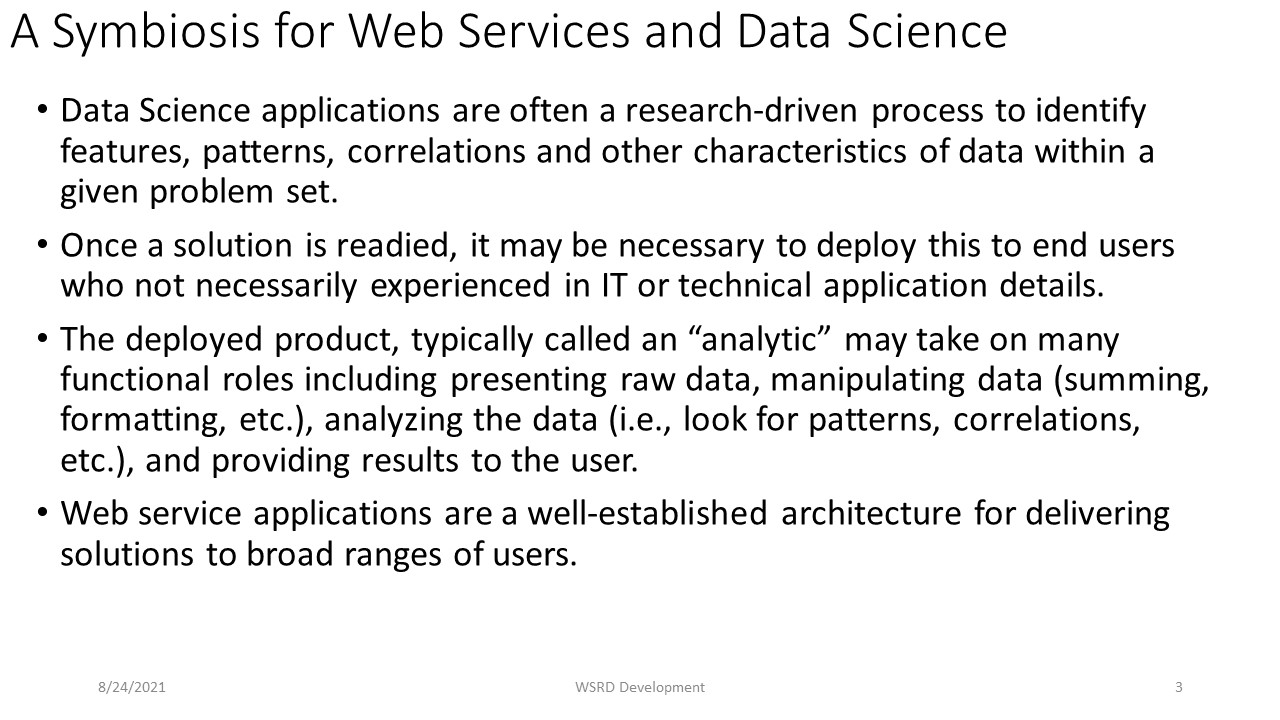 A Symbiosis for Web Services and Data Science
• Data Science applications are often a research-driven process to identify
features, patterns, correlations and other characteristics of data within a
given problem set.
• Once a solution is readied, it may be necessary to deploy this to end users
who not necessarily experienced in IT or technical application details.
• The deployed product, typically called an “analytic” may take on many
functional roles including presenting raw data, manipulating data (summing,
formatting, etc.), analyzing the data (i.e., look for patterns, correlations,
etc.), and providing results to the user.
• Web service applications are a well-established architecture for delivering
solutions to broad ranges of users.
8/24/2021
WSRD Development
3